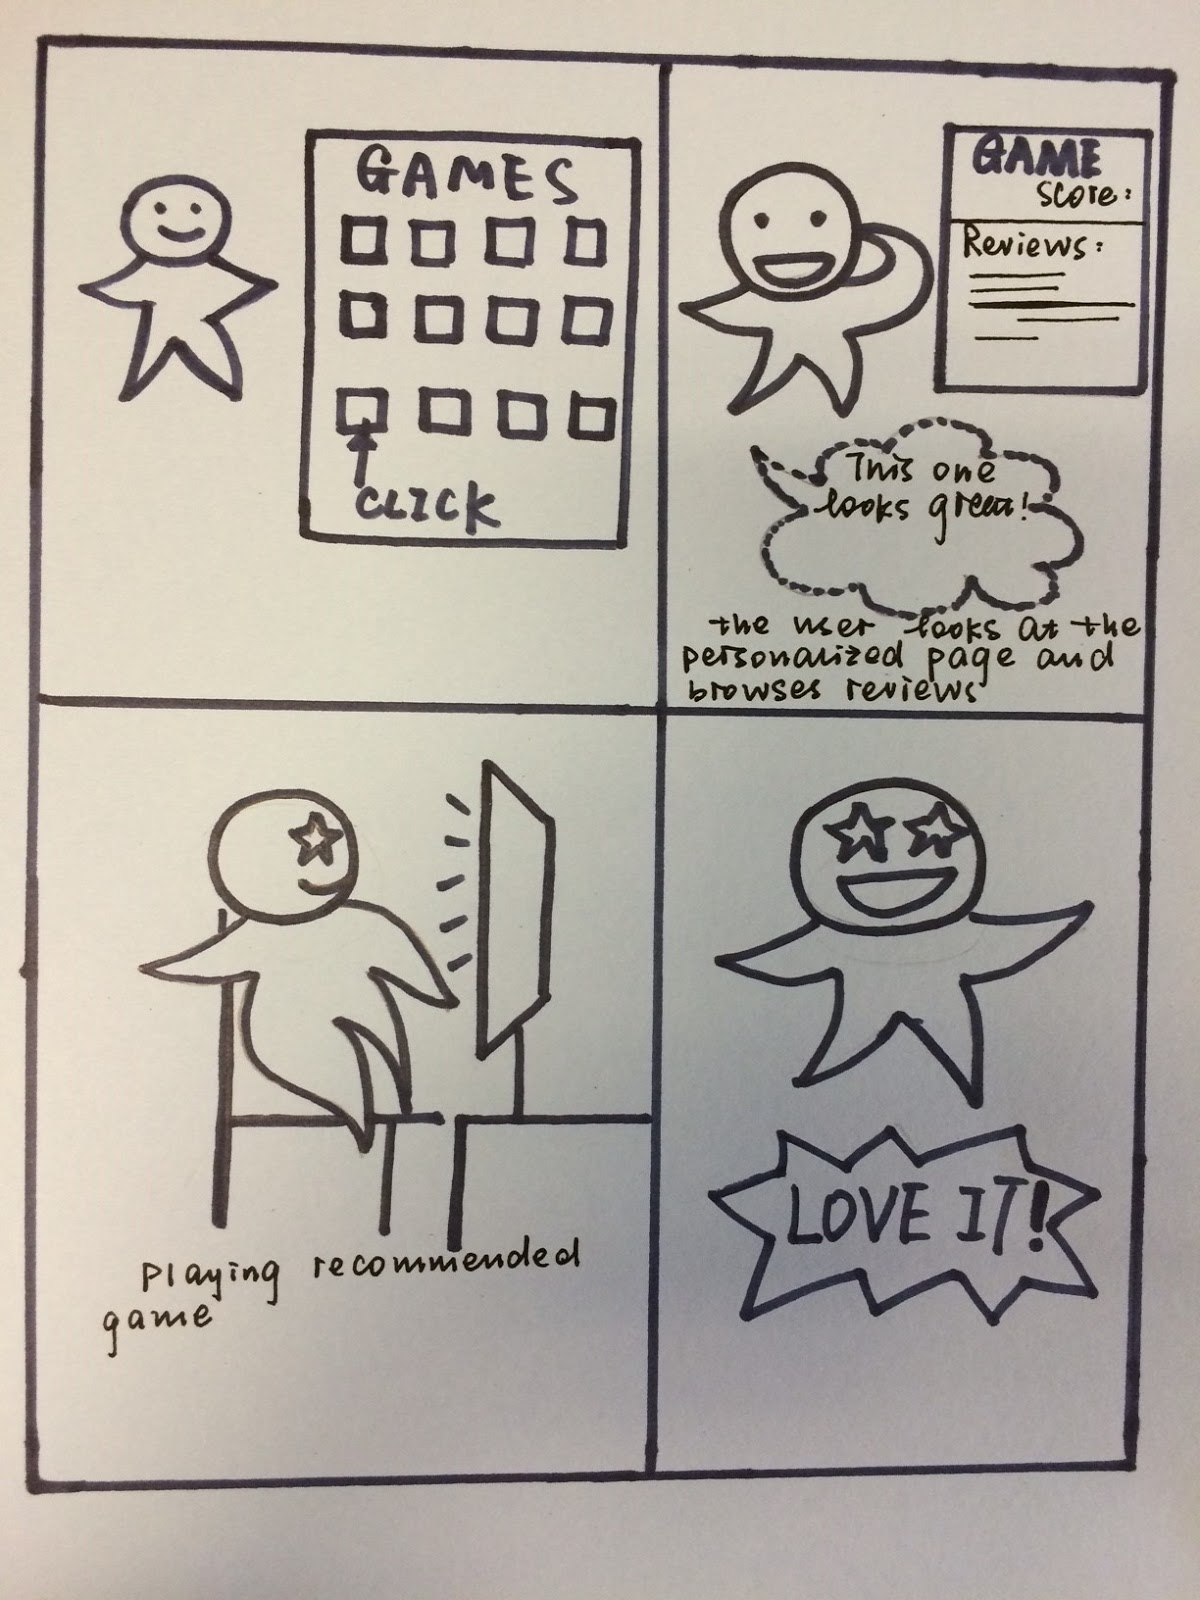 GAMES
CLICK
GAME
Score:
Reviews:
This one
looks great!
the user looks at the
personalized page and
browses reviews
playing recommended
game
LOVE IT!